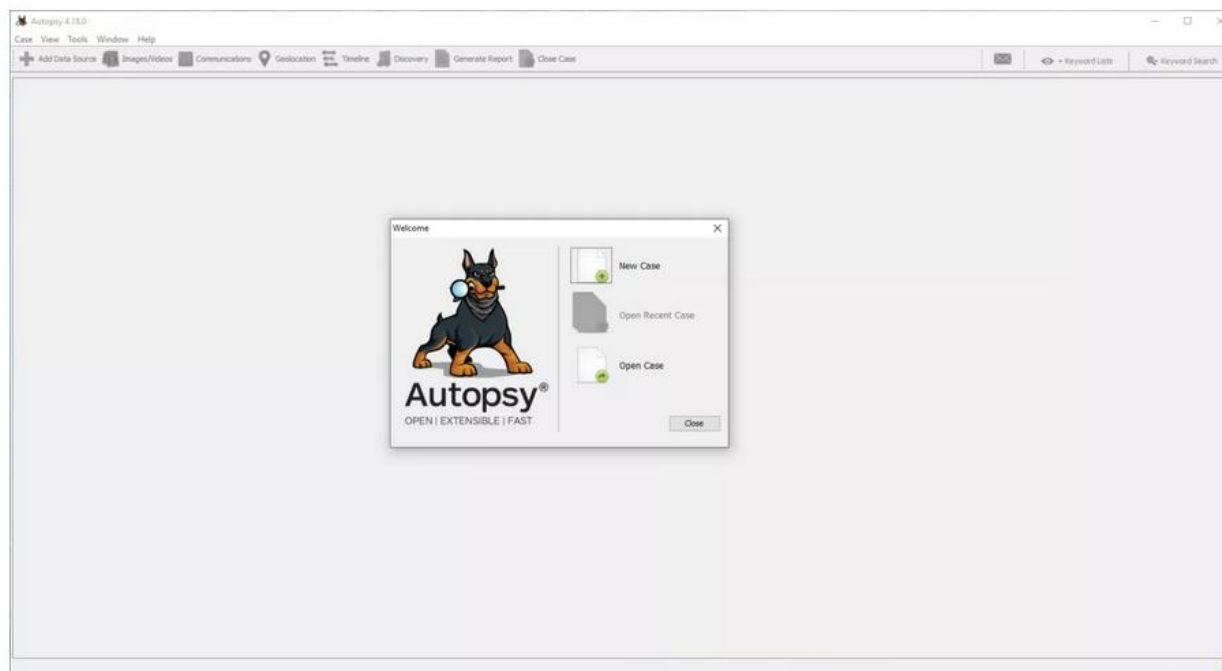 Autopsy 4.18.0
Case View Tools Window Help
Add Data Source Images/Videos Communications Geolocation Timeline Discovery Generate Report Close Case Keyword Lists Keyword Search
Welcome
New Case
Open Recent Case
Open Case
Autopsy®
OPEN | EXTENSIBLE | FAST
Close